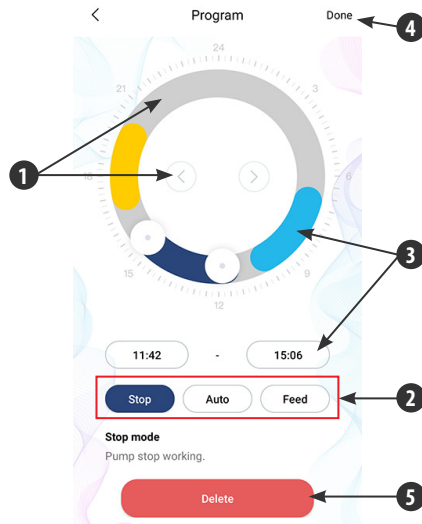 Program
Done
4
24
21
3
1
18
6
3
15
9
12
11:42 - 15:06
Stop Auto Feed
2
Stop mode
Pump stop working.
Delete
5